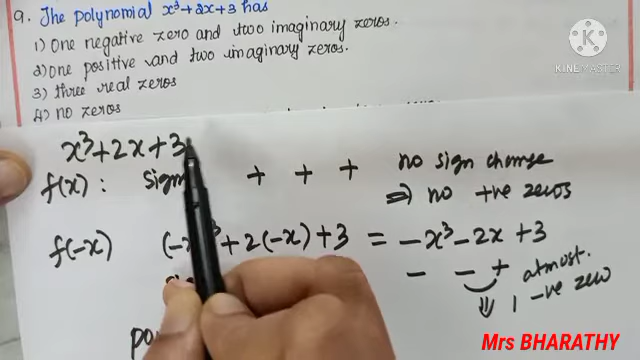 9. The polynomial x³+2x+3 has
1) One negative zero and two imaginary zeros.
2) One positive and two imaginary zeros.
3) three real zeros
4) no zeros
x³+2x+3
f(x): sign + + + no sign change
⇒ no +ve zeros
f(-x) (-x)³+2(-x)+3 = -x³-2x+3
- - + atmost.
⇓ 1 -ve zero
KINEMASTER
Mrs BHARATHY